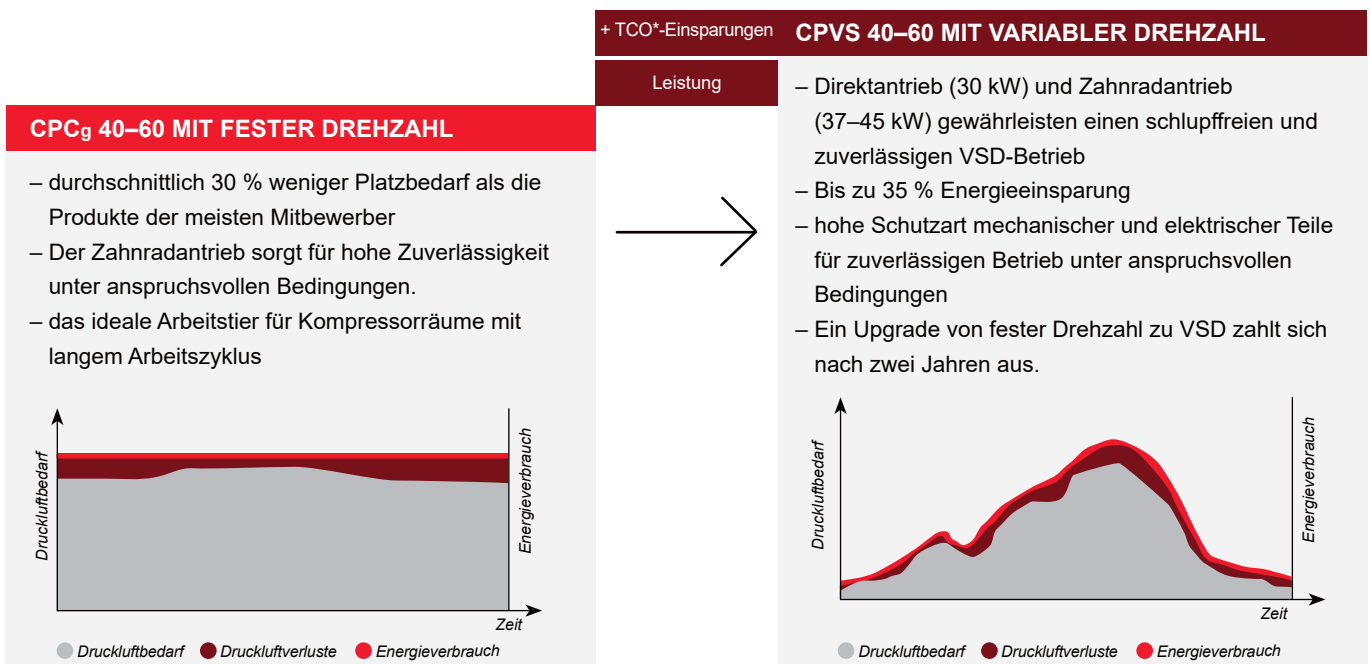 CPCg 40–60 MIT FESTER DREHZAHL
– durchschnittlich 30 % weniger Platzbedarf als die
Produkte der meisten Mitbewerber
– Der Zahnradantrieb sorgt für hohe Zuverlässigkeit
unter anspruchsvollen Bedingungen.
– das ideale Arbeitstier für Kompressorräume mit
langem Arbeitszyklus
Druckluftbedarf
Energieverbrauch
Zeit
Druckluftbedarf Druckluftverluste Energieverbrauch
+ TCO*-Einsparungen
Leistung
CPVS 40–60 MIT VARIABLER DREHZAHL
– Direktantrieb (30 kW) und Zahnradantrieb
(37–45 kW) gewährleisten einen schlupffreien und
zuverlässigen VSD-Betrieb
– Bis zu 35 % Energieeinsparung
– hohe Schutzart mechanischer und elektrischer Teile
für zuverlässigen Betrieb unter anspruchsvollen
Bedingungen
– Ein Upgrade von fester Drehzahl zu VSD zahlt sich
nach zwei Jahren aus.
Druckluftbedarf
Energieverbrauch
Zeit
Druckluftbedarf Druckluftverluste Energieverbrauch